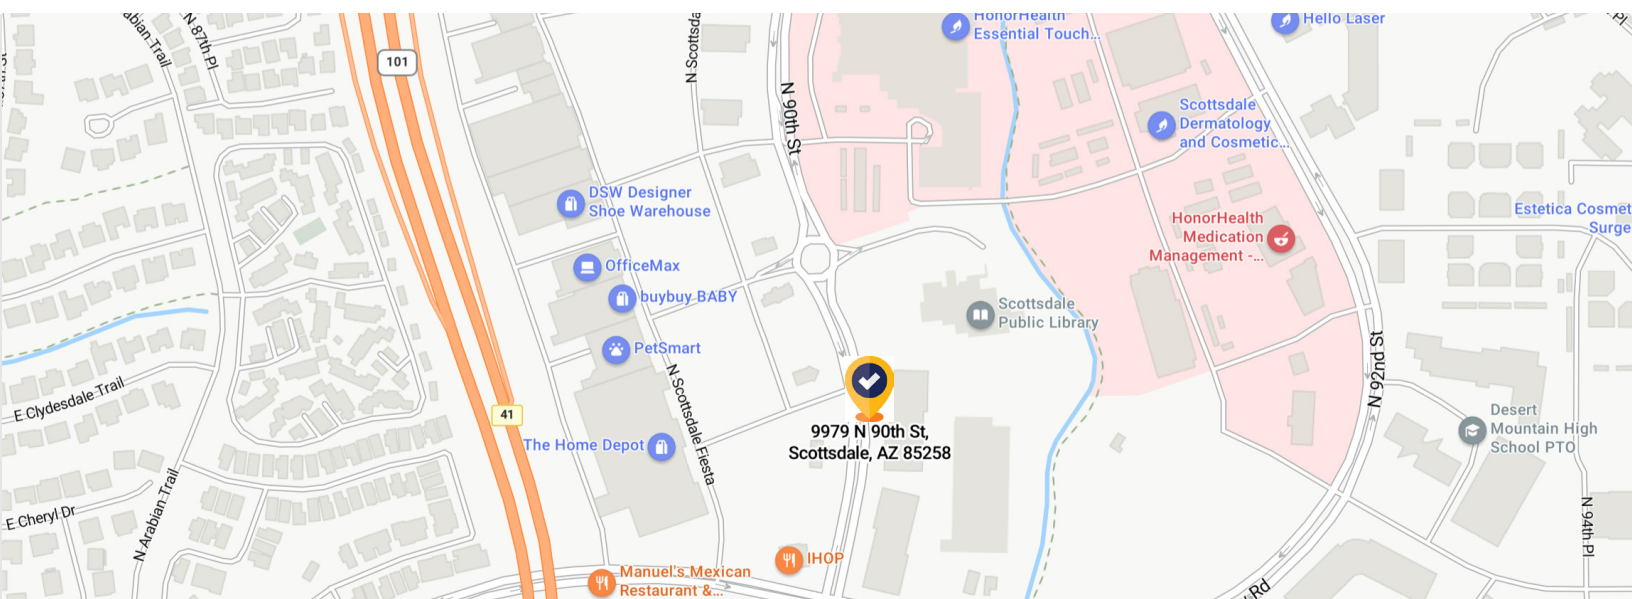 HonorHealth
Essential Touch...
Hello Laser
N 87th Pl
101
N 90th St
Scottsdale
Dermatology
and Cosmetic...
DSW Designer
Shoe Warehouse
Estetica Cosmet
Surge
HonorHealth
Medication
Management -...
OfficeMax
buybuy BABY
Scottsdale
Public Library
PetSmart
N 92nd St
E Clydesdale Trail
41
N Scottsdale Fiesta
9979 N 90th St,
Scottsdale, AZ 85258
The Home Depot
Desert
Mountain High
School PTO
N Arabian Trail
E Cheryl Dr
N 94th Pl
IHOP
Manuel's Mexican
Restaurant &...
Rd